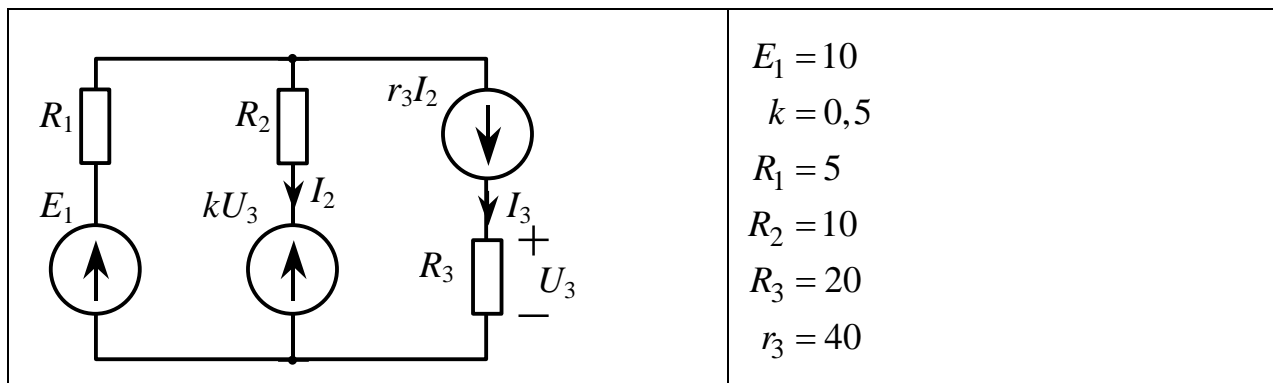 R₁
R₂
r₃I₂
E₁
kU₃
I₂
I₃
R₃
+
U₃
−
E₁ = 10
k = 0,5
R₁ = 5
R₂ = 10
R₃ = 20
r₃ = 40